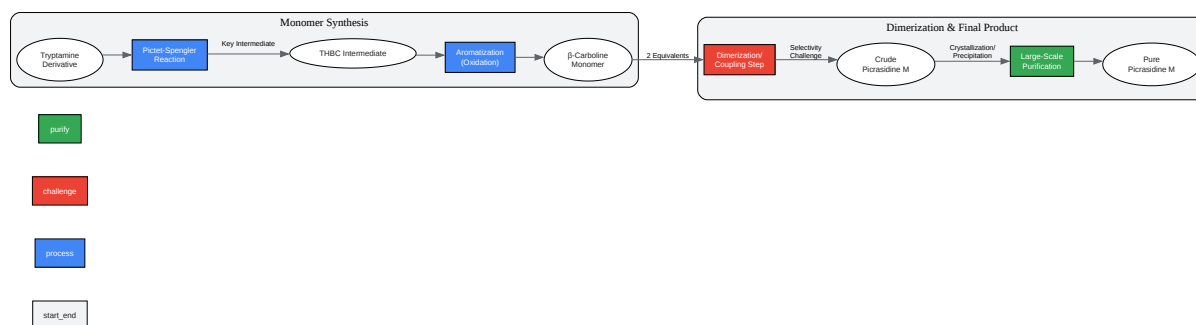 Monomer Synthesis
Tryptamine
Derivative
Pictet-Spengler
Reaction
Key Intermediate
THBC Intermediate
Aromatization
(Oxidation)
β-Carboline
Monomer
2 Equivalents
Dimerization & Final Product
Dimerization/
Coupling Step
Selectivity
Challenge
Crude
Picrasidine M
Crystallization/
Precipitation
Large-Scale
Purification
Pure
Picrasidine M
purify
challenge
process
start_end